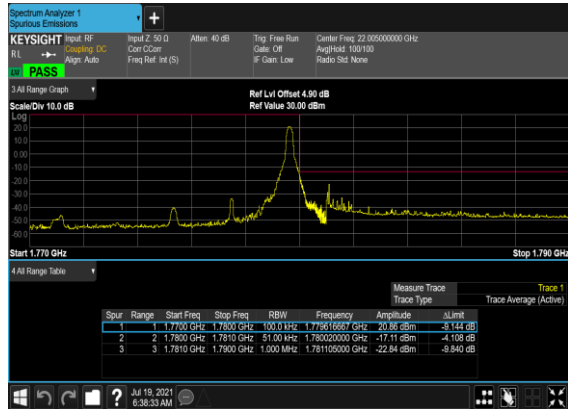 Spectrum Analyzer 1
Spurious Emissions
KEYSIGHT Input: RF Input Z: 50 Ω Atten: 40 dB Trig: Free Run Center Freq: 22.005000000 GHz
RL Coupling: DC Corr CCorr Gate: Off Avg|Hold: 100/100
Align: Auto Freq Ref: Int (S) IF Gain: Low Radio Std: None
PASS
3 All Range Graph
Ref Lvl Offset 4.90 dB
Scale/Div 10.0 dB Ref Value 30.00 dBm
Log
20.0
10.0
0.00
-10.0
-20.0
-30.0
-40.0
-50.0
-60.0
Start 1.770 GHz Stop 1.790 GHz
4 All Range Table
Measure Trace Trace 1
Trace Type Trace Average (Active)
Spur Range Start Freq Stop Freq RBW Frequency Amplitude ΔLimit
1 1 1.7700 GHz 1.7800 GHz 100.0 kHz 1.779616667 GHz 20.86 dBm -9.144 dB
2 2 1.7800 GHz 1.7810 GHz 51.00 kHz 1.780020000 GHz -17.11 dBm -4.108 dB
3 3 1.7810 GHz 1.7900 GHz 1.000 MHz 1.781105000 GHz -22.84 dBm -9.840 dB
Jul 19, 2021
6:38:33 AM